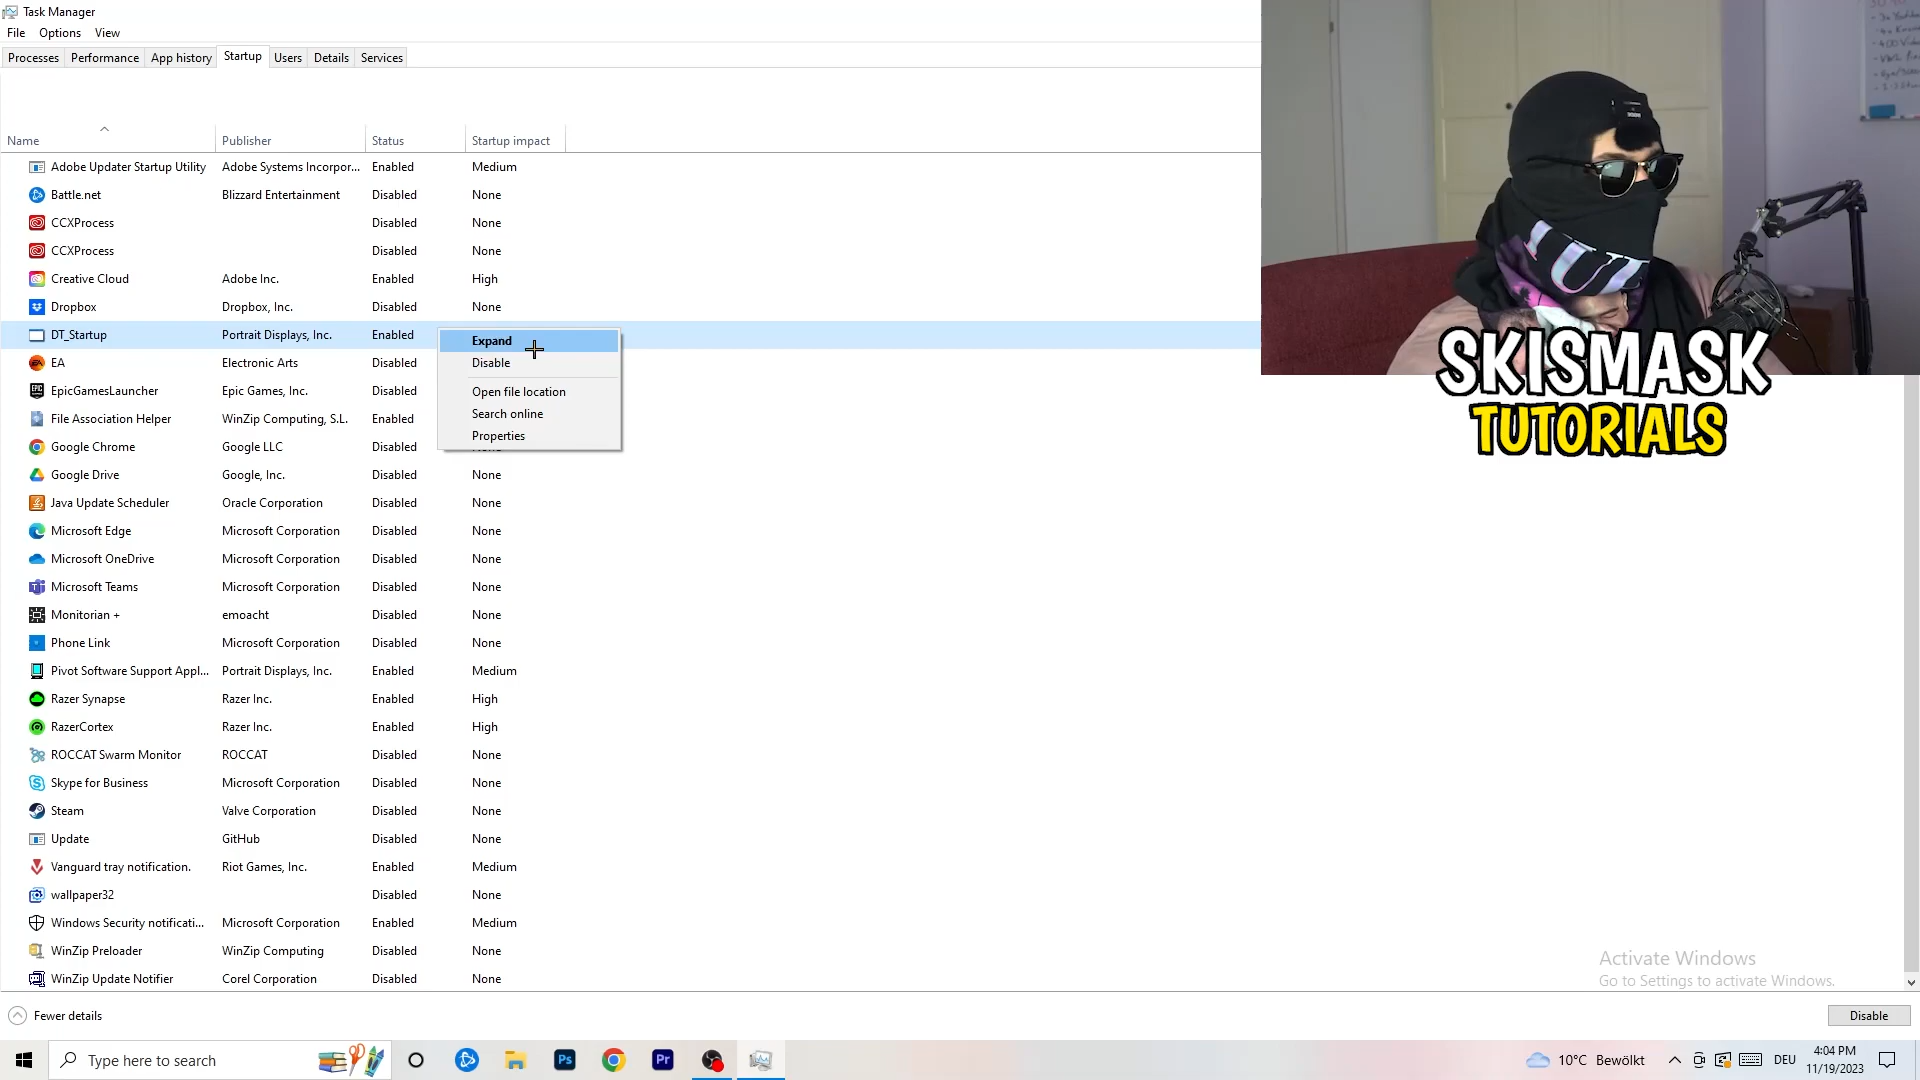 Task Manager
File Options View
Processes Performance App history Startup Users Details Services
Name Publisher Status Startup impact
Adobe Updater Startup Utility Adobe Systems Incorpor... Enabled Medium
Battle.net Blizzard Entertainment Disabled None
CCXProcess Disabled None
CCXProcess Disabled None
Creative Cloud Adobe Inc. Enabled High
Dropbox Dropbox, Inc. Disabled None
DT_Startup Portrait Displays, Inc. Enabled
Expand
EA Electronic Arts Disabled
Disable
EpicGamesLauncher Epic Games, Inc. Disabled
Open file location
File Association Helper WinZip Computing, S.L. Enabled
Search online
Properties
Google Chrome Google LLC Disabled
Google Drive Google, Inc. Disabled None
Java Update Scheduler Oracle Corporation Disabled None
Microsoft Edge Microsoft Corporation Disabled None
Microsoft OneDrive Microsoft Corporation Disabled None
Microsoft Teams Microsoft Corporation Disabled None
Monitorian + emoacht Disabled None
Phone Link Microsoft Corporation Disabled None
Pivot Software Support Appl... Portrait Displays, Inc. Enabled Medium
Razer Synapse Razer Inc. Enabled High
RazerCortex Razer Inc. Enabled High
ROCCAT Swarm Monitor ROCCAT Disabled None
Skype for Business Microsoft Corporation Disabled None
Steam Valve Corporation Disabled None
Update GitHub Disabled None
Vanguard tray notification. Riot Games, Inc. Enabled Medium
wallpaper32 Disabled None
Windows Security notificati... Microsoft Corporation Enabled Medium
WinZip Preloader WinZip Computing Disabled None
WinZip Update Notifier Corel Corporation Disabled None
SKISMASK
TUTORIALS
Activate Windows
Go to Settings to activate Windows.
Fewer details
Disable
Type here to search
Ps
Pr
10°C Bewölkt
DEU
4:04 PM
11/19/2023